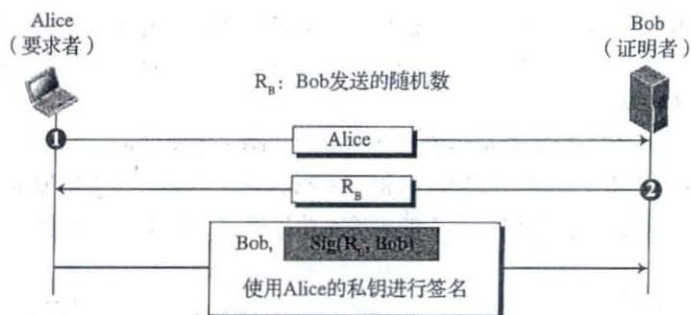 Alice
（要求者）
Bob
（证明者）
R_B：Bob发送的随机数
❶
Alice
R_B
❷
Bob, Sig(R_B, Bob)
使用Alice的私钥进行签名